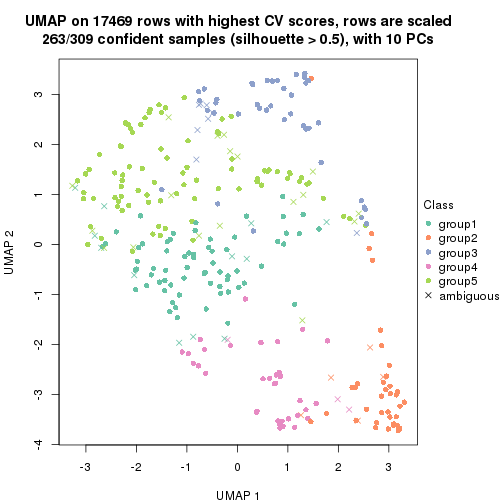 UMAP on 17469 rows with highest CV scores, rows are scaled
263/309 confident samples (silhouette > 0.5), with 10 PCs
3
2
1
0
-1
-2
-3
-4
UMAP 2
-3
-2
-1
0
1
2
3
UMAP 1
Class
group1
group2
group3
group4
group5
ambiguous